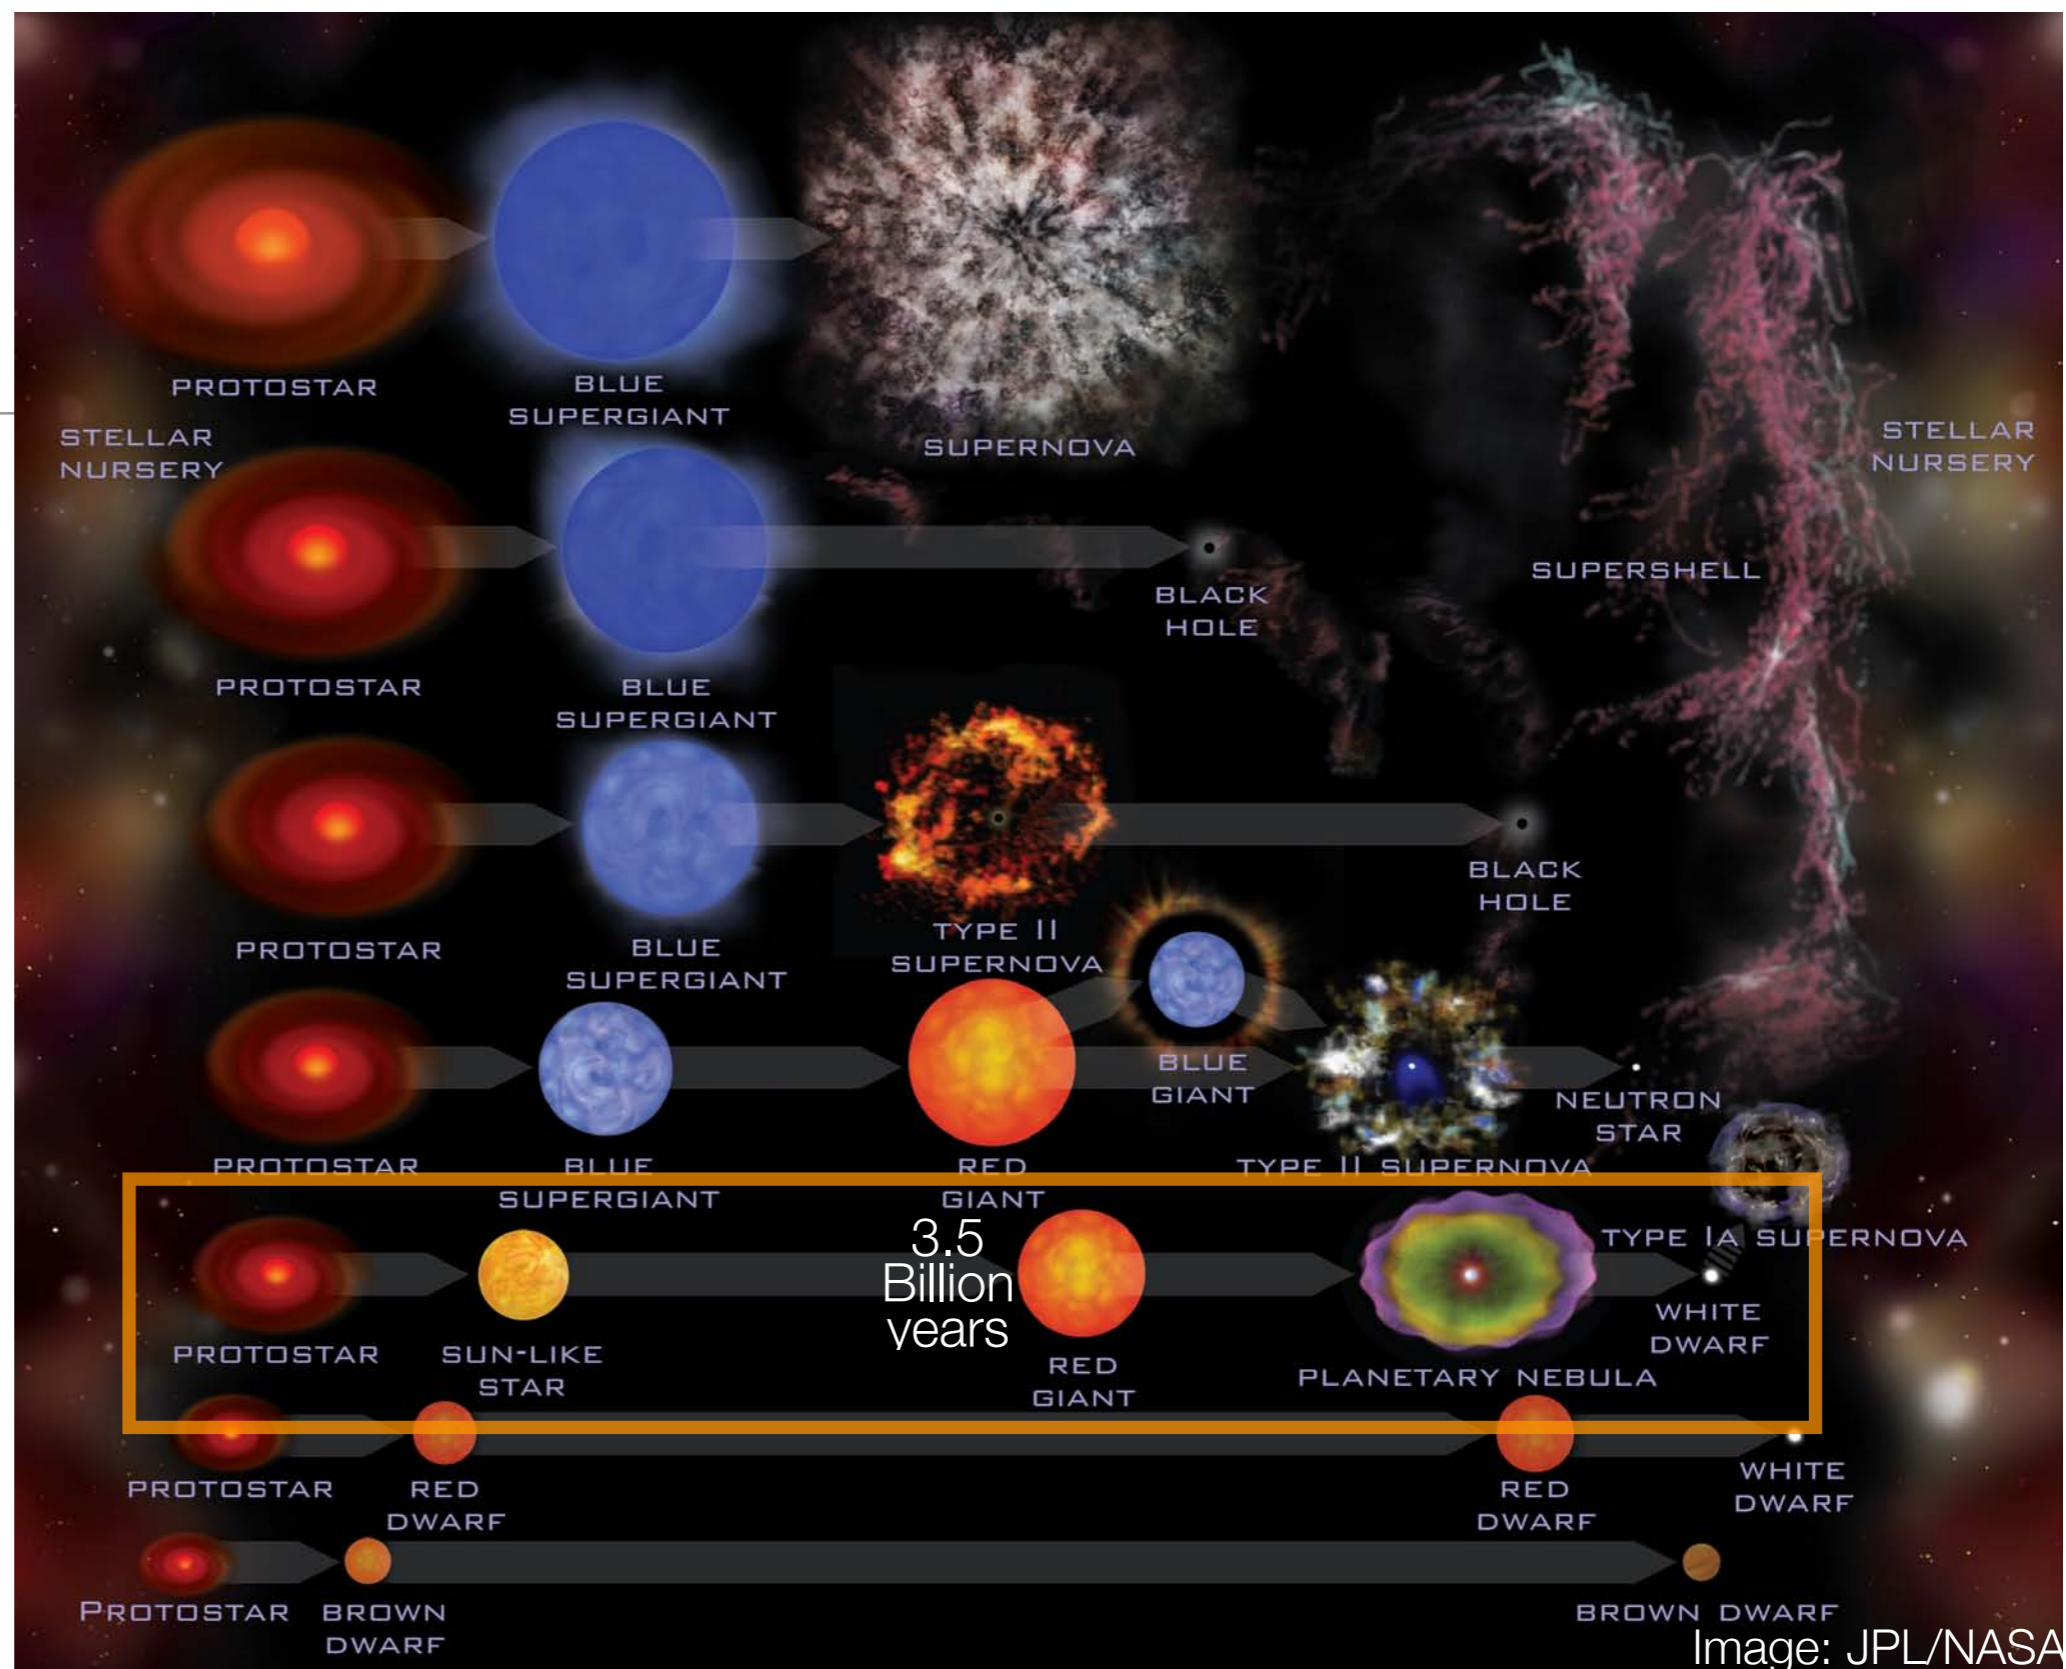 PROTOSTAR
BLUE
SUPERGIANT
SUPERNOVA
STELLAR
NURSERY
STELLAR
NURSERY
PROTOSTAR
BLUE
SUPERGIANT
BLACK
HOLE
SUPERSHELL
PROTOSTAR
BLUE
SUPERGIANT
TYPE II
SUPERNOVA
BLACK
HOLE
PROTOSTAR
BLUE
SUPERGIANT
RED
GIANT
BLUE
GIANT
TYPE II SUPERNOVA
NEUTRON
STAR
TYPE IA SUPERNOVA
PROTOSTAR
SUN-LIKE
STAR
3.5
Billion
years
RED
GIANT
PLANETARY NEBULA
WHITE
DWARF
PROTOSTAR
RED
DWARF
RED
DWARF
WHITE
DWARF
PROTOSTAR
BROWN
DWARF
BROWN DWARF
Image: JPL/NASA